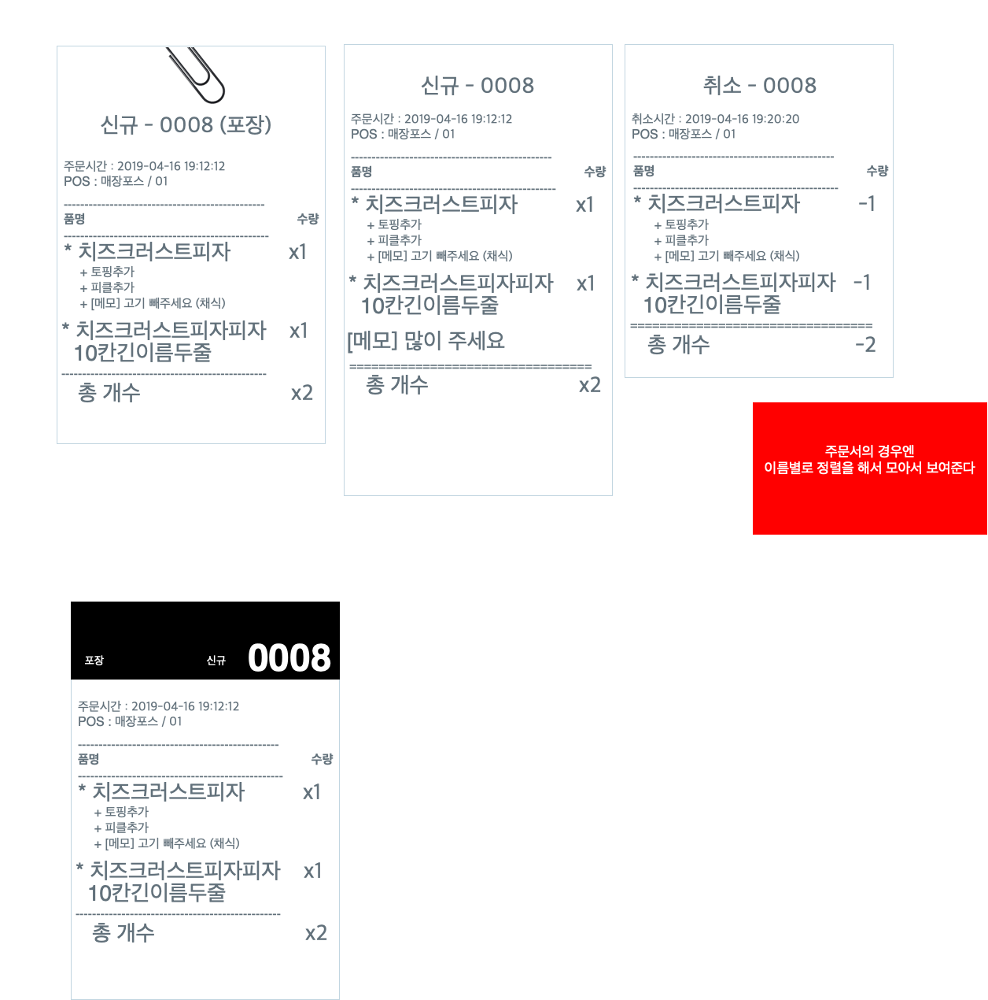 신규 - 0008 (포장)
주문시간 : 2019-04-16 19:12:12
POS : 매장포스 / 01
------------------------------------------------
품명 수량
-------------------------------------------------
* 치즈크러스트피자 x1
+ 토핑추가
+ 피클추가
+ [메모] 고기 빼주세요 (채식)
* 치즈크러스트피자피자 x1
10칸긴이름두줄
-------------------------------------------------
총 개수 x2
신규 - 0008
주문시간 : 2019-04-16 19:12:12
POS : 매장포스 / 01
------------------------------------------------
품명 수량
-------------------------------------------------
* 치즈크러스트피자 x1
+ 토핑추가
+ 피클추가
+ [메모] 고기 빼주세요 (채식)
* 치즈크러스트피자피자 x1
10칸긴이름두줄
[메모] 많이 주세요
=================================
총 개수 x2
취소 - 0008
취소시간 : 2019-04-16 19:20:20
POS : 매장포스 / 01
------------------------------------------------
품명 수량
-------------------------------------------------
* 치즈크러스트피자 -1
+ 토핑추가
+ 피클추가
+ [메모] 고기 빼주세요 (채식)
* 치즈크러스트피자피자 -1
10칸긴이름두줄
=================================
총 개수 -2
주문서의 경우엔
이름별로 정렬을 해서 모아서 보여준다
포장 신규 0008
주문시간 : 2019-04-16 19:12:12
POS : 매장포스 / 01
------------------------------------------------
품명 수량
-------------------------------------------------
* 치즈크러스트피자 x1
+ 토핑추가
+ 피클추가
+ [메모] 고기 빼주세요 (채식)
* 치즈크러스트피자피자 x1
10칸긴이름두줄
-------------------------------------------------
총 개수 x2